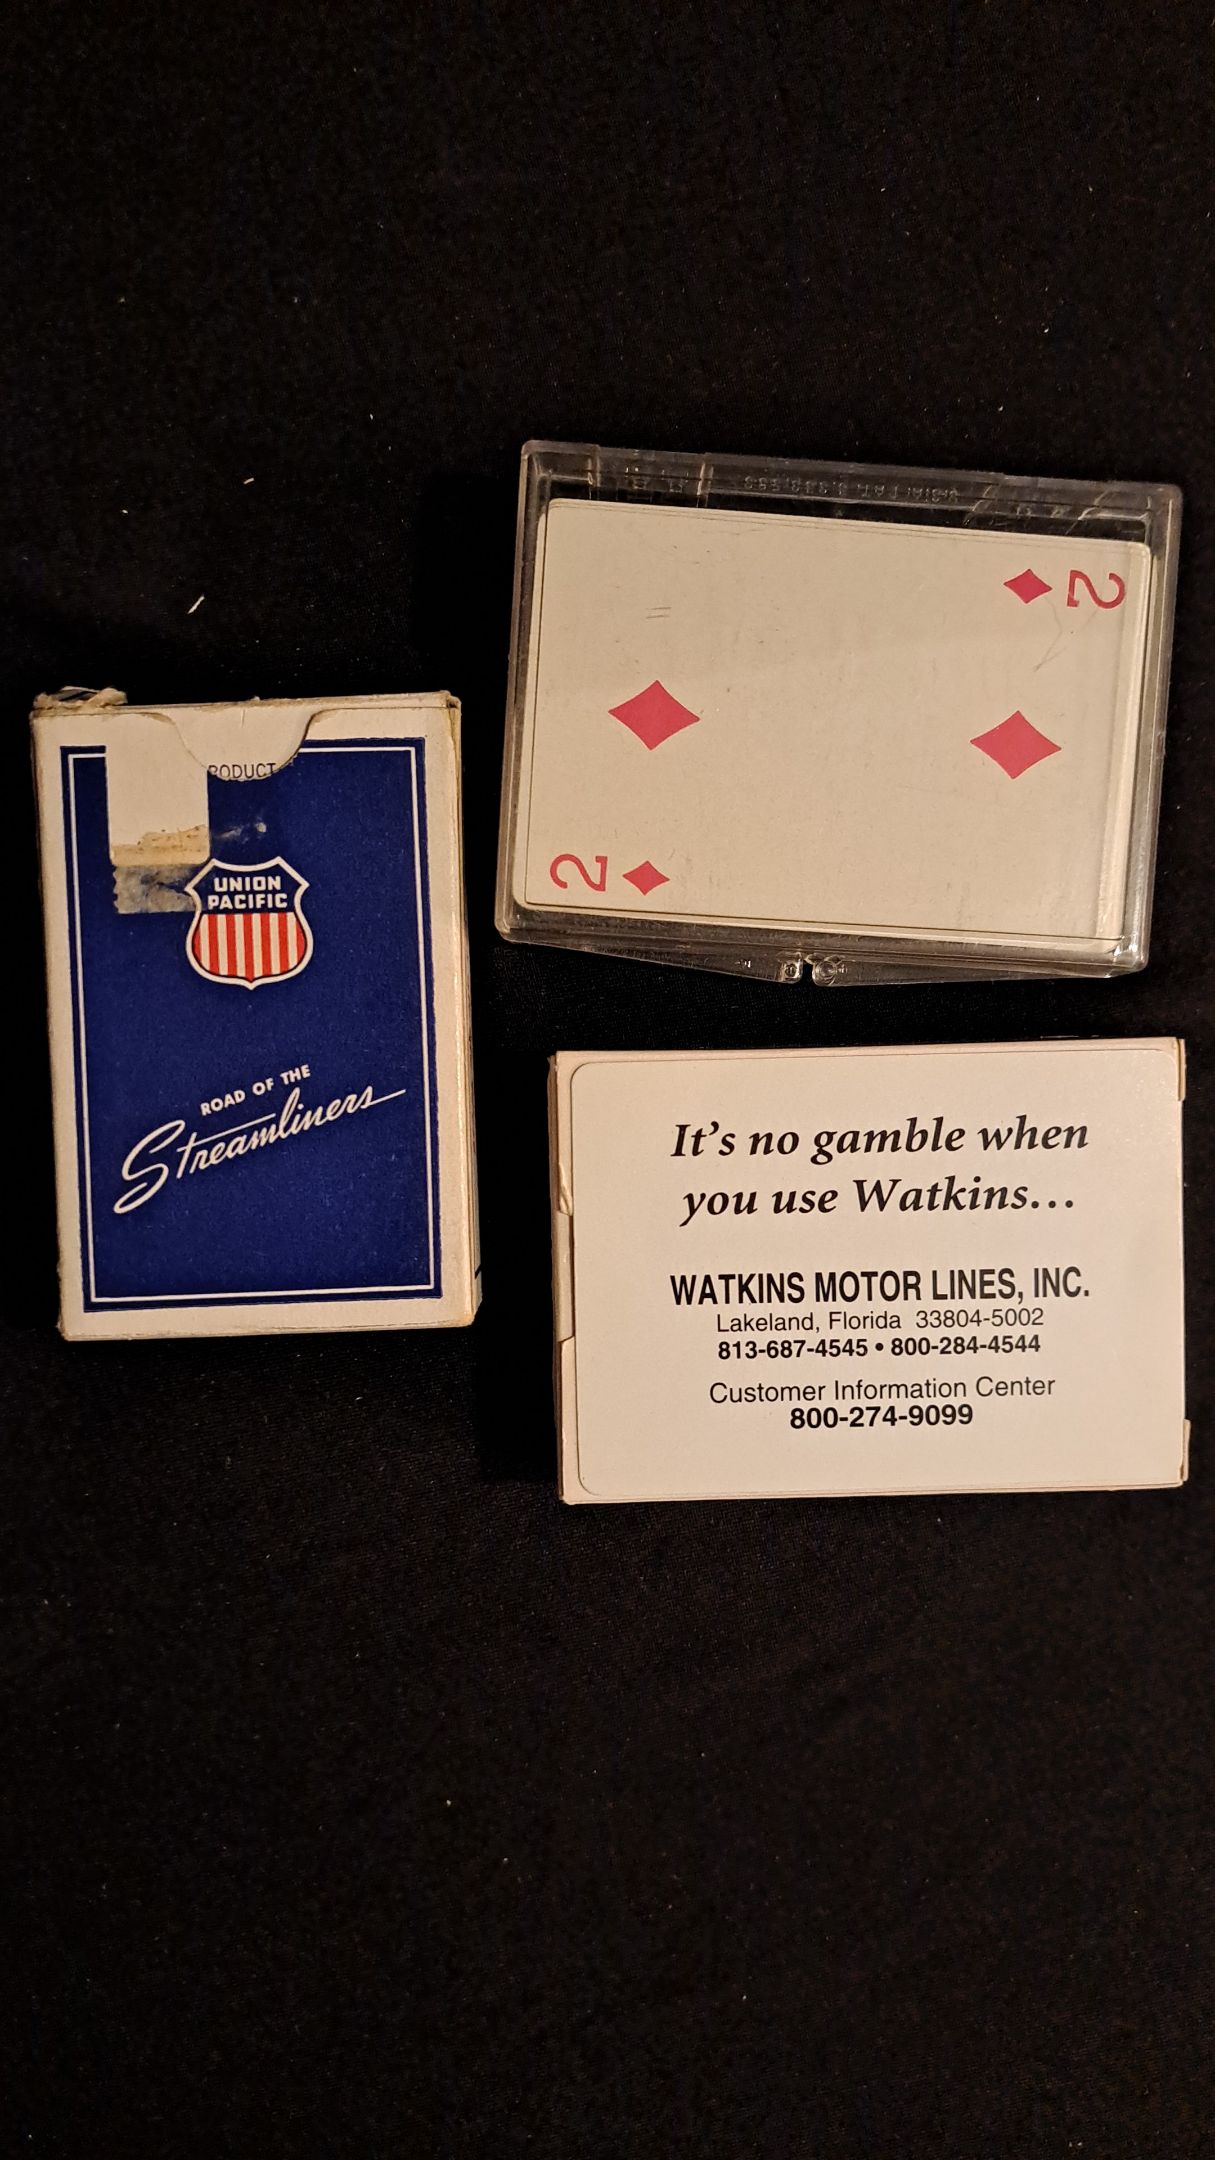 RODUCT
UNION
PACIFIC
ROAD OF THE
Streamliners
2
2
It's no gamble when
you use Watkins...
WATKINS MOTOR LINES, INC.
Lakeland, Florida 33804-5002
813-687-4545 • 800-284-4544
Customer Information Center
800-274-9099